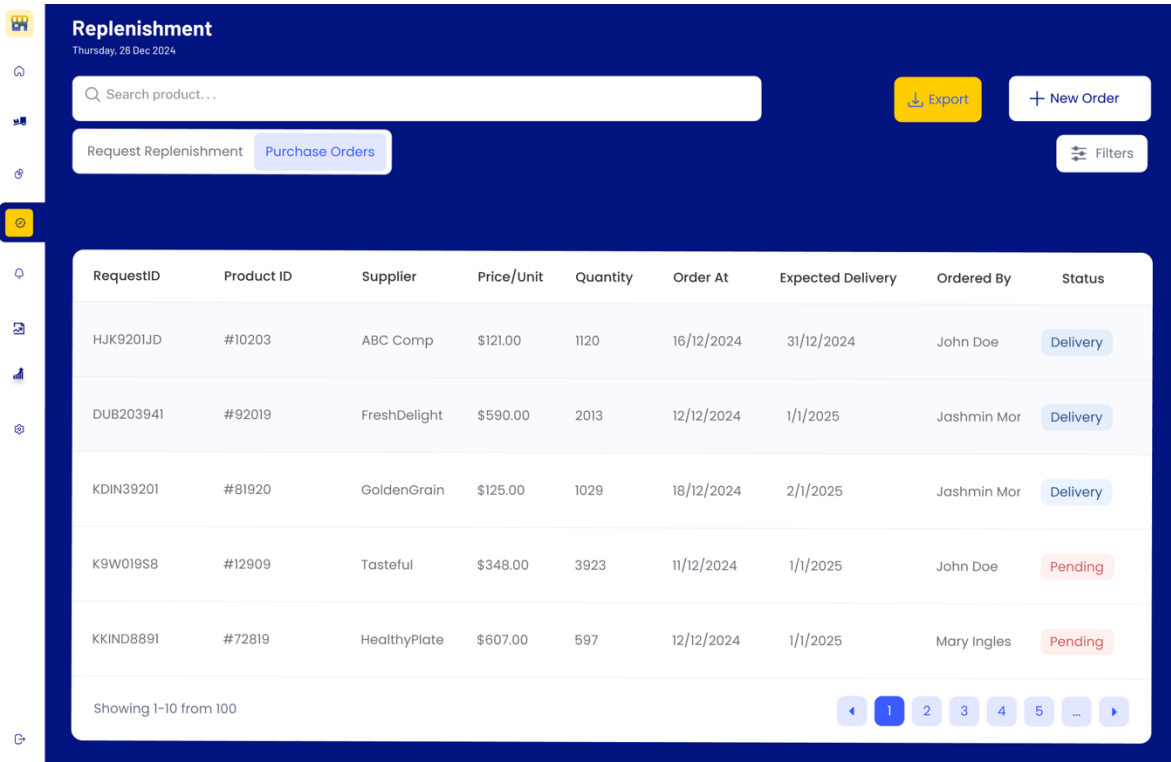 Replenishment
Thursday, 26 Dec 2024
Search product...
Export
New Order
Request Replenishment Purchase Orders
Filters
RequestID Product ID Supplier Price/Unit Quantity Order At Expected Delivery Ordered By Status
HJK9201JD #10203 ABC Comp $121.00 1120 16/12/2024 31/12/2024 John Doe Delivery
DUB203941 #92019 FreshDelight $590.00 2013 12/12/2024 1/1/2025 Jashmin Mor Delivery
KDIN39201 #81920 GoldenGrain $125.00 1029 18/12/2024 2/1/2025 Jashmin Mor Delivery
K9W019S8 #12909 Tasteful $348.00 3923 11/12/2024 1/1/2025 John Doe Pending
KKIND8891 #72819 HealthyPlate $607.00 597 12/12/2024 1/1/2025 Mary Ingles Pending
Showing 1-10 from 100
1 2 3 4 5 ...